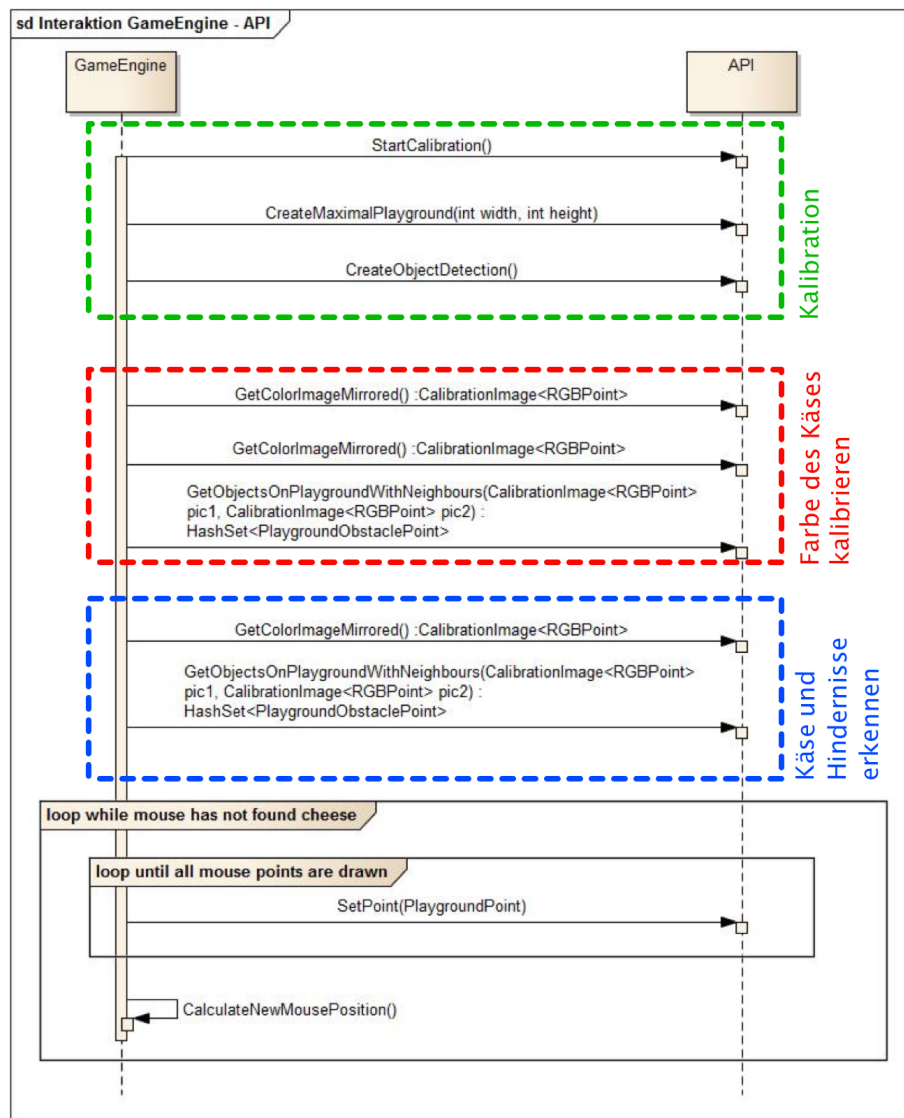 sd Interaktion GameEngine - API
GameEngine
API
StartCalibration()
CreateMaximalPlayground(int width, int height)
CreateObjectDetection()
Kalibration
GetColorImageMirrored() :CalibrationImage<RGBPoint>
GetColorImageMirrored() :CalibrationImage<RGBPoint>
GetObjectsOnPlaygroundWithNeighbours(CalibrationImage<RGBPoint>
pic1, CalibrationImage<RGBPoint> pic2) :
HashSet<PlaygroundObstaclePoint>
Farbe des Käses
kalibrieren
GetColorImageMirrored() :CalibrationImage<RGBPoint>
GetObjectsOnPlaygroundWithNeighbours(CalibrationImage<RGBPoint>
pic1, CalibrationImage<RGBPoint> pic2) :
HashSet<PlaygroundObstaclePoint>
Käse und
Hindernisse
erkennen
loop while mouse has not found cheese
loop until all mouse points are drawn
SetPoint(PlaygroundPoint)
CalculateNewMousePosition()